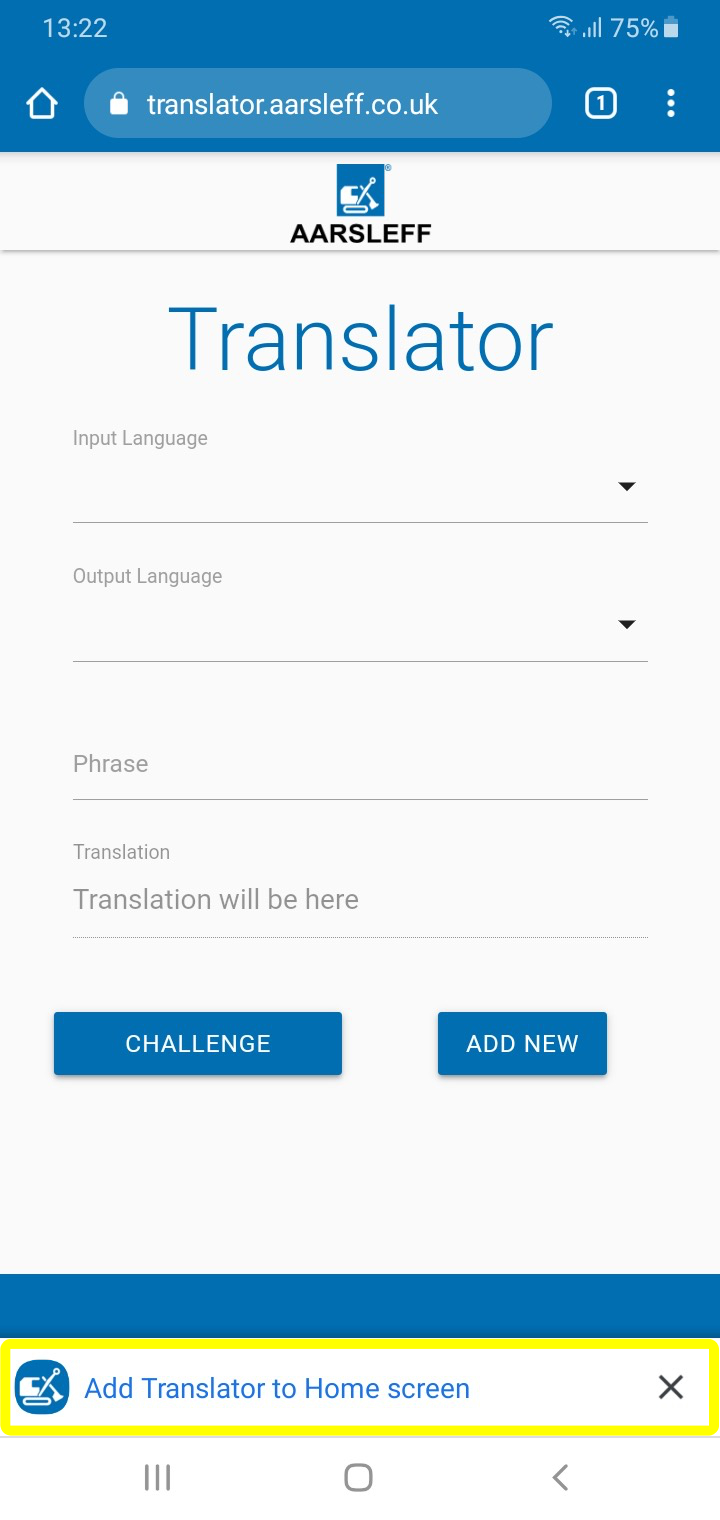 13:22
75%
translator.aarsleff.co.uk
1
®
AARSLEFF
Translator
Input Language
Output Language
Phrase
Translation
Translation will be here
CHALLENGE
ADD NEW
Add Translator to Home screen